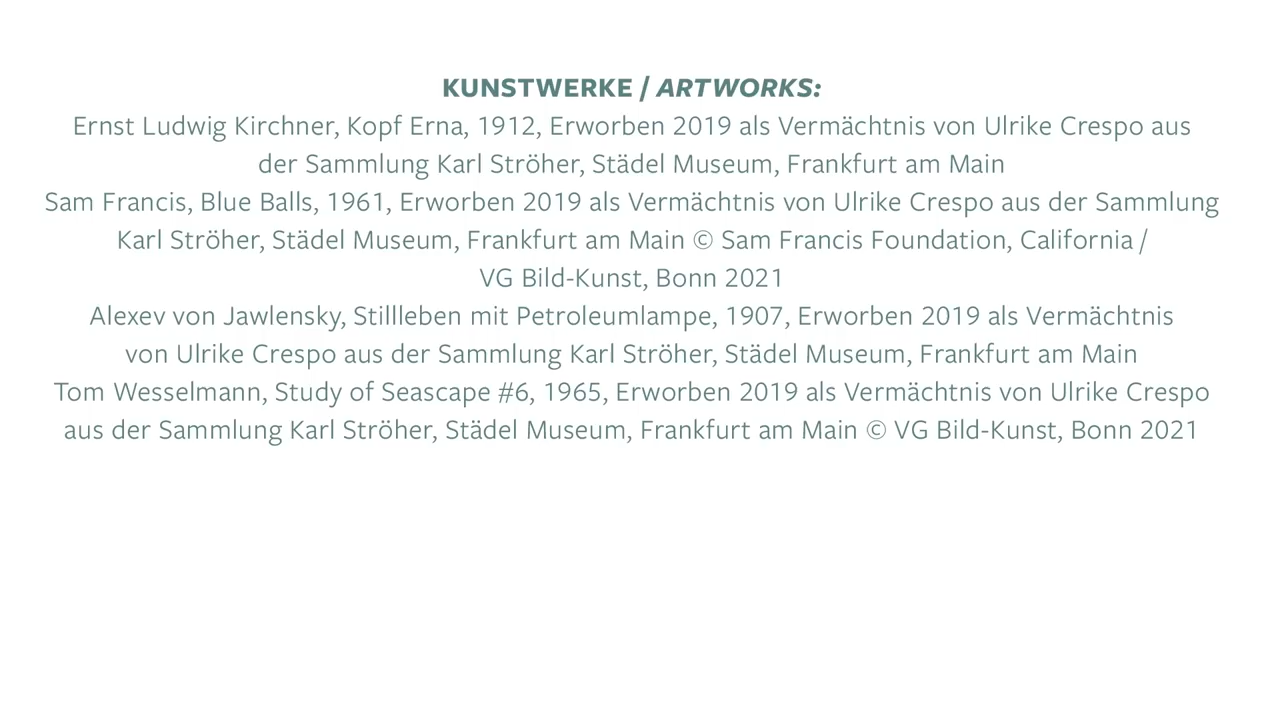 KUNSTWERKE / ARTWORKS:
Ernst Ludwig Kirchner, Kopf Erna, 1912, Erworben 2019 als Vermächtnis von Ulrike Crespo aus
der Sammlung Karl Ströher, Städel Museum, Frankfurt am Main
Sam Francis, Blue Balls, 1961, Erworben 2019 als Vermächtnis von Ulrike Crespo aus der Sammlung
Karl Ströher, Städel Museum, Frankfurt am Main © Sam Francis Foundation, California /
VG Bild-Kunst, Bonn 2021
Alexev von Jawlensky, Stillleben mit Petroleumlampe, 1907, Erworben 2019 als Vermächtnis
von Ulrike Crespo aus der Sammlung Karl Ströher, Städel Museum, Frankfurt am Main
Tom Wesselmann, Study of Seascape #6, 1965, Erworben 2019 als Vermächtnis von Ulrike Crespo
aus der Sammlung Karl Ströher, Städel Museum, Frankfurt am Main © VG Bild-Kunst, Bonn 2021